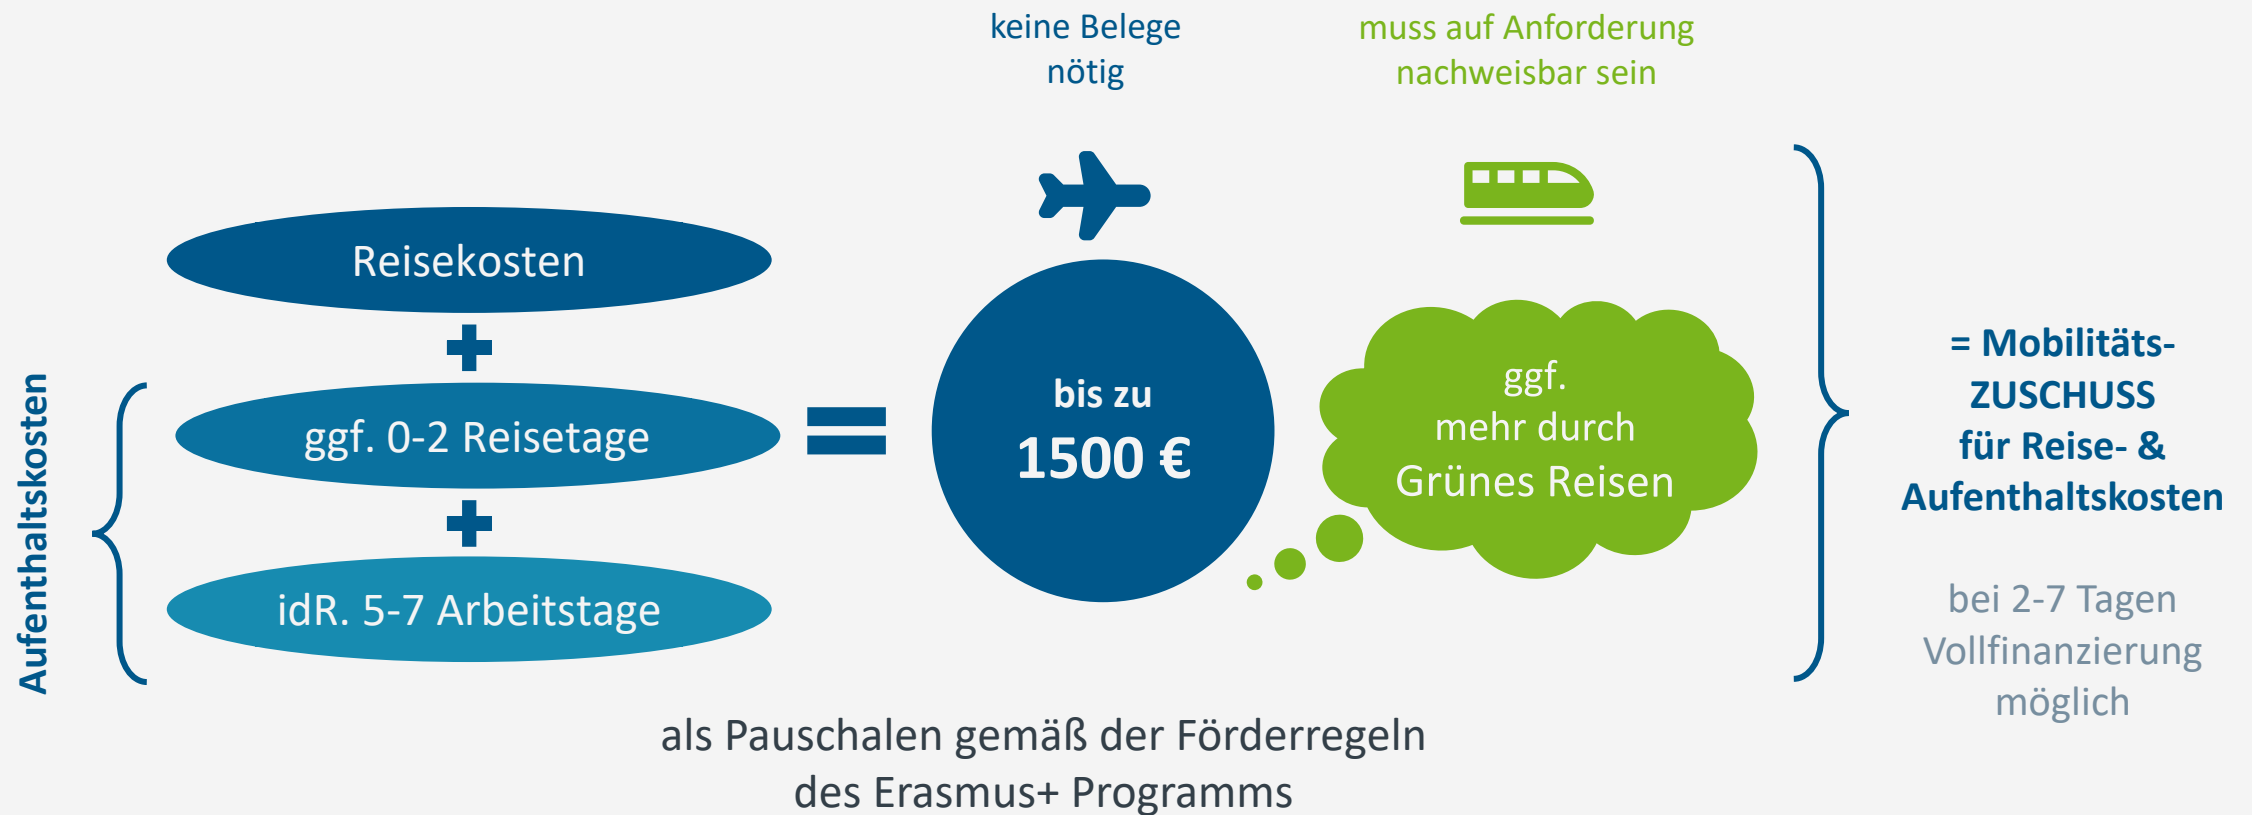 keine Belege
nötig
muss auf Anforderung
nachweisbar sein
Aufenthaltskosten
Reisekosten
+
ggf. 0-2 Reisetage
+
idR. 5-7 Arbeitstage
=
bis zu
1500 €
ggf.
mehr durch
Grünes Reisen
= Mobilitäts-
ZUSCHUSS
für Reise- &
Aufenthaltskosten
bei 2-7 Tagen
Vollfinanzierung
möglich
als Pauschalen gemäß der Förderregeln
des Erasmus+ Programms